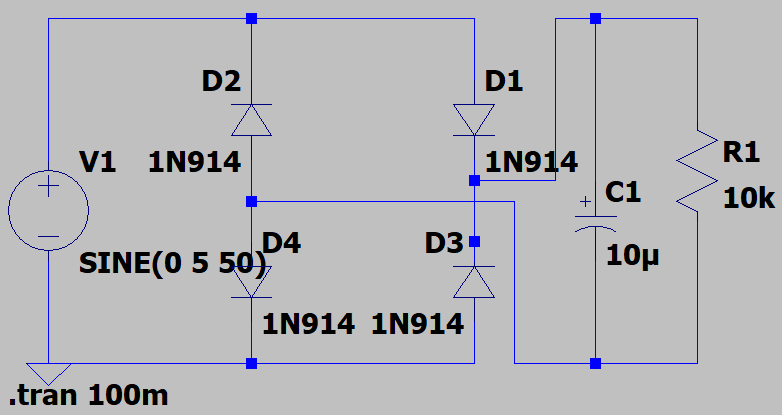 D2 D1
V1 1N914 1N914 R1
C1 10k
D4 D3
SINE(0 5 50) 10µ
1N914 1N914
.tran 100m